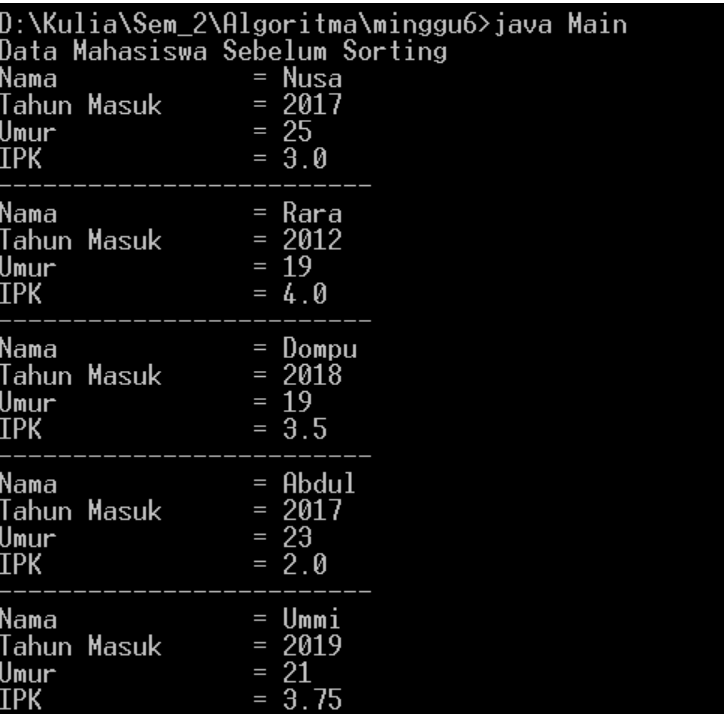 D:\Kulia\Sem_2\Algoritma\minggu6>java Main
Data Mahasiswa Sebelum Sorting
Nama = Nusa
Tahun Masuk = 2017
Umur = 25
IPK = 3.0
-------------------------
Nama = Rara
Tahun Masuk = 2012
Umur = 19
IPK = 4.0
-------------------------
Nama = Dompu
Tahun Masuk = 2018
Umur = 19
IPK = 3.5
-------------------------
Nama = Abdul
Tahun Masuk = 2017
Umur = 23
IPK = 2.0
-------------------------
Nama = Ummi
Tahun Masuk = 2019
Umur = 21
IPK = 3.75